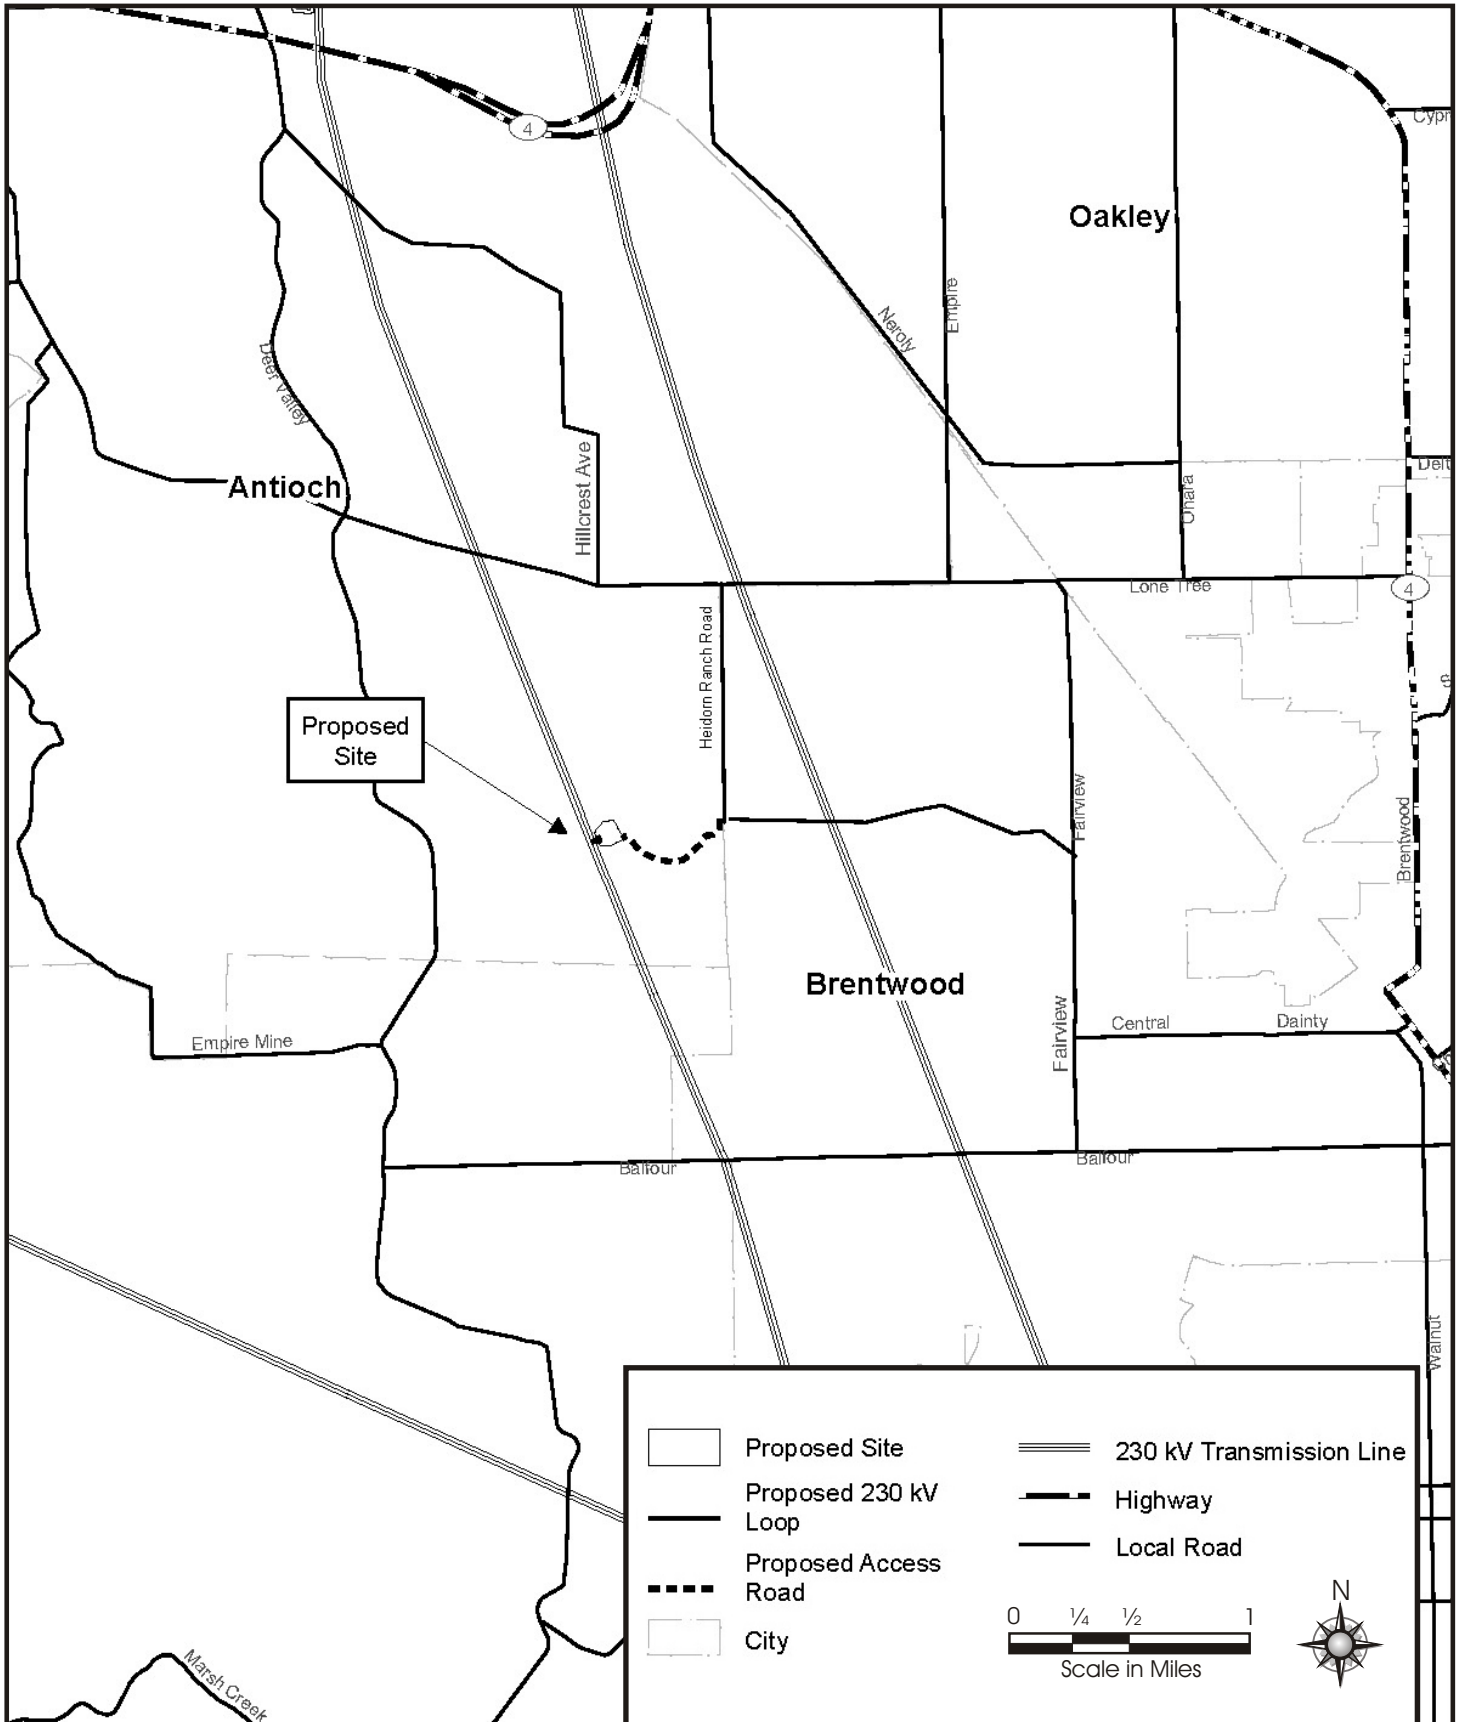 4
Cypr
Oakley
Neroly
Empire
Deer Valley
Antioch
Hillcrest Ave
Ohara
Delt
Lone Tree
4
Heidorn Ranch Road
Proposed
Site
Fairview
Brentwood
Brentwood
Fairview
Central
Dainty
Empire Mine
Balfour
Balfour
Walnut
Marsh Creek
Proposed Site
Proposed 230 kV
Loop
Proposed Access
Road
City
230 kV Transmission Line
Highway
Local Road
N
0 ¼ ½ 1
Scale in Miles